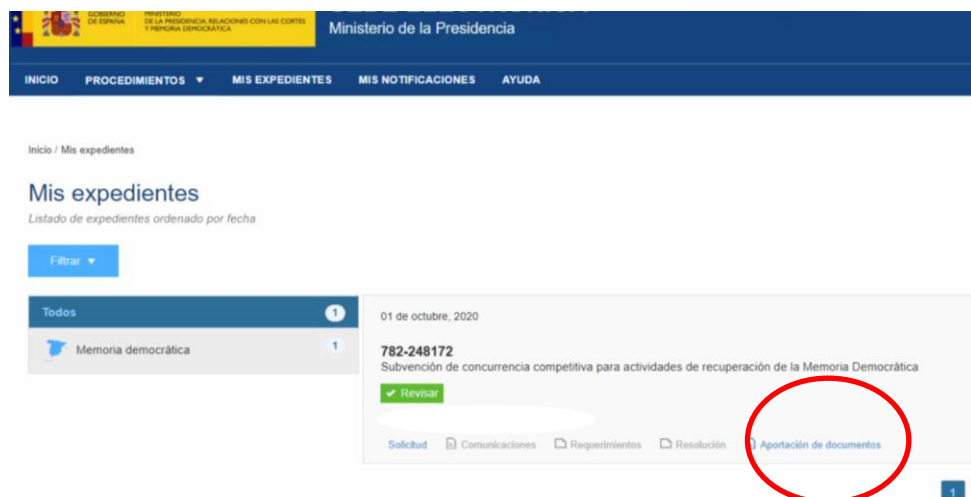 GOBIERNO
DE ESPAÑA
MINISTERIO
DE LA PRESIDENCIA, RELACIONES CON LAS CORTES
Y MEMORIA DEMOCRÁTICA
Ministerio de la Presidencia
INICIO PROCEDIMIENTOS MIS EXPEDIENTES MIS NOTIFICACIONES AYUDA
Inicio / Mis expedientes
Mis expedientes
Listado de expedientes ordenado por fecha
Filtrar
Todos 1
Memoria democrática 1
01 de octubre, 2020
782-248172
Subvención de concurrencia competitiva para actividades de recuperación de la Memoria Democrática
Revisar
Solicitud Comunicaciones Requerimientos Resolución Aportación de documentos
1